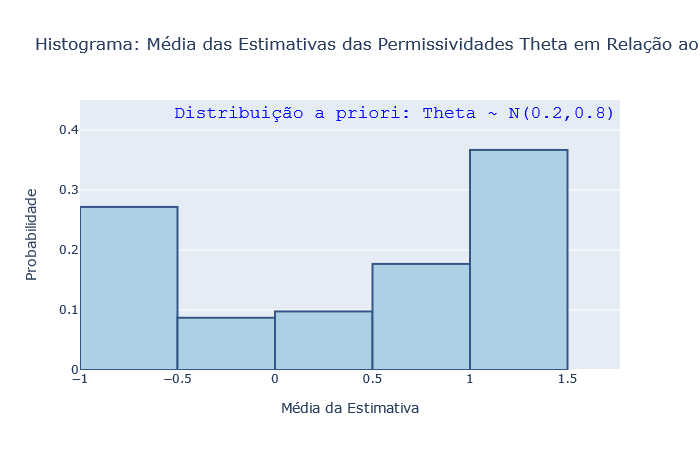 Histograma: Média das Estimativas das Permissividades Theta em Relação ao
Distribuição a priori: Theta ~ N(0.2,0.8)
0.4
0.3
0.2
0.1
0
Probabilidade
−1
−0.5
0
0.5
1
1.5
Média da Estimativa